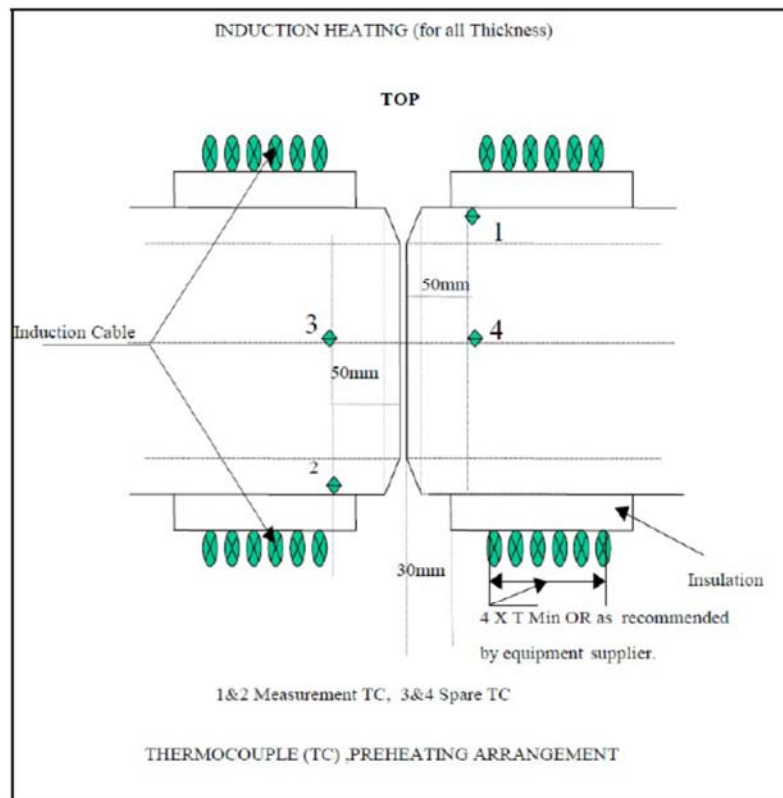 INDUCTION HEATING (for all Thickness)
TOP
1
50mm
3
4
Induction Cable
50mm
2
30mm
Insulation
4 X T Min OR as recommended
by equipment supplier.
1&2 Measurement TC, 3&4 Spare TC
THERMOCOUPLE (TC) ,PREHEATING ARRANGEMENT